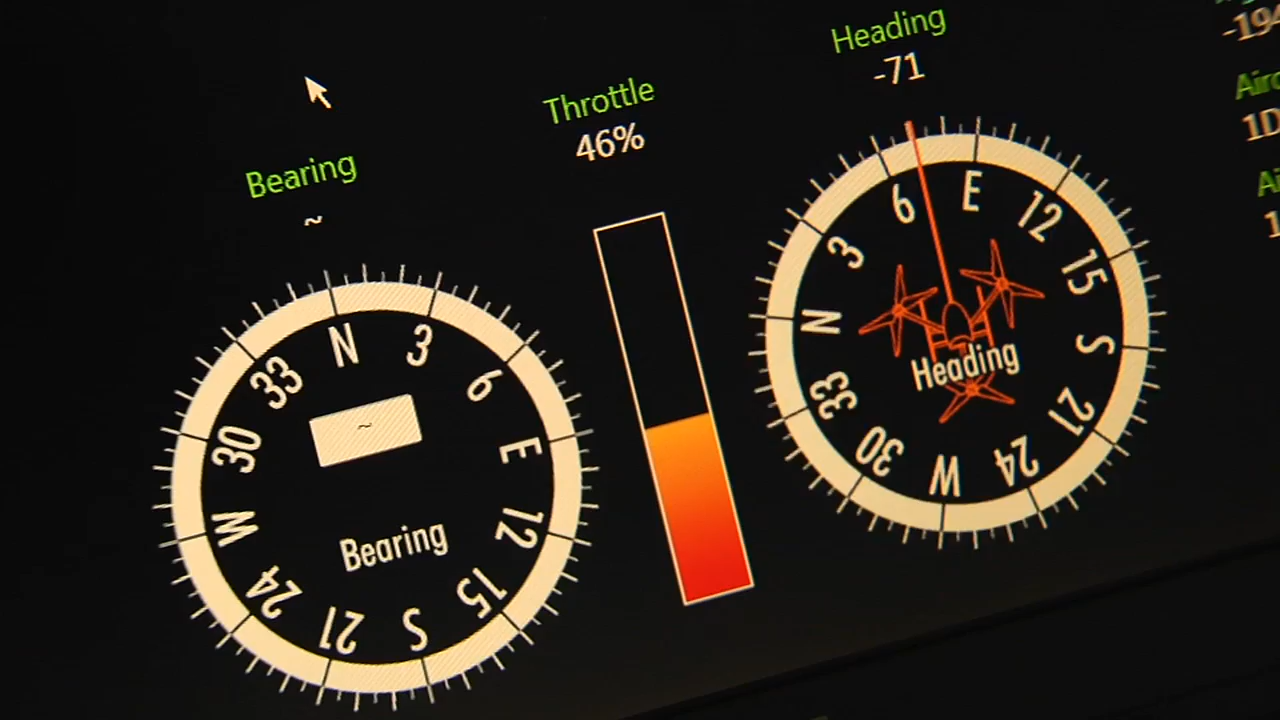 Heading
-71
Throttle
46%
Bearing
~
N
3
6
E
12
15
S
21
24
W
30
33
~
Bearing
N
3
6
E
12
15
S
21
24
W
30
33
Heading